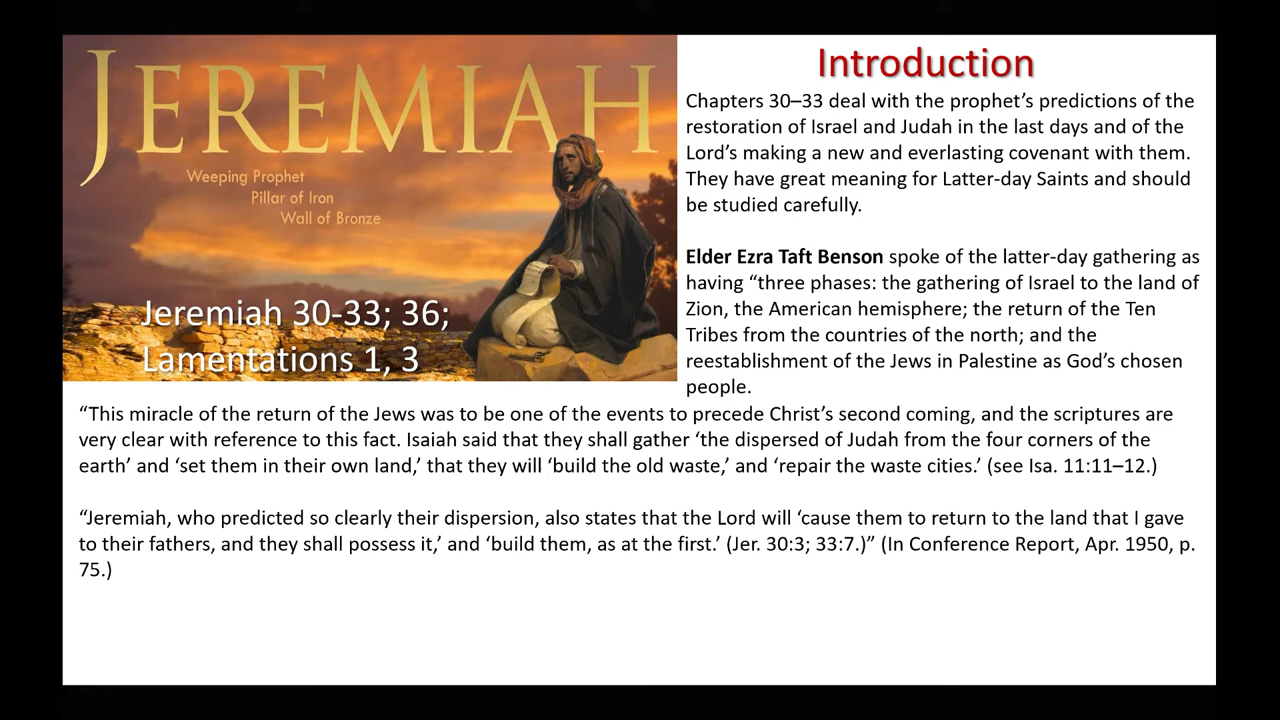 JEREMIAH
Weeping Prophet
Pillar of Iron
Wall of Bronze
Jeremiah 30-33; 36;
Lamentations 1, 3
Introduction
Chapters 30–33 deal with the prophet’s predictions of the
restoration of Israel and Judah in the last days and of the
Lord’s making a new and everlasting covenant with them.
They have great meaning for Latter-day Saints and should
be studied carefully.
Elder Ezra Taft Benson spoke of the latter-day gathering as
having “three phases: the gathering of Israel to the land of
Zion, the American hemisphere; the return of the Ten
Tribes from the countries of the north; and the
reestablishment of the Jews in Palestine as God’s chosen
people.
“This miracle of the return of the Jews was to be one of the events to precede Christ’s second coming, and the scriptures are
very clear with reference to this fact. Isaiah said that they shall gather ‘the dispersed of Judah from the four corners of the
earth’ and ‘set them in their own land,’ that they will ‘build the old waste,’ and ‘repair the waste cities.’ (see Isa. 11:11–12.)
“Jeremiah, who predicted so clearly their dispersion, also states that the Lord will ‘cause them to return to the land that I gave
to their fathers, and they shall possess it,’ and ‘build them, as at the first.’ (Jer. 30:3; 33:7.)” (In Conference Report, Apr. 1950, p.
75.)